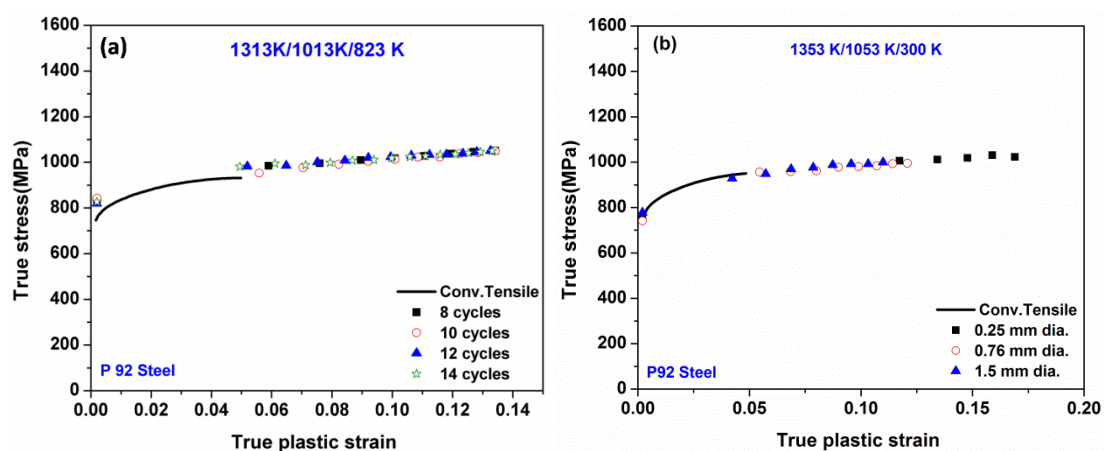 (a)
1313K/1013K/823 K
True stress(MPa)
1600
1400
1200
1000
800
600
400
200
0
Conv.Tensile
8 cycles
10 cycles
12 cycles
14 cycles
P 92 Steel
0.00 0.02 0.04 0.06 0.08 0.10 0.12 0.14
True plastic strain
(b)
1353 K/1053 K/300 K
True stress(MPa)
1600
1400
1200
1000
800
600
400
200
0
Conv.Tensile
0.25 mm dia.
0.76 mm dia.
1.5 mm dia.
P92 Steel
0.00 0.05 0.10 0.15 0.20
True plastic strain